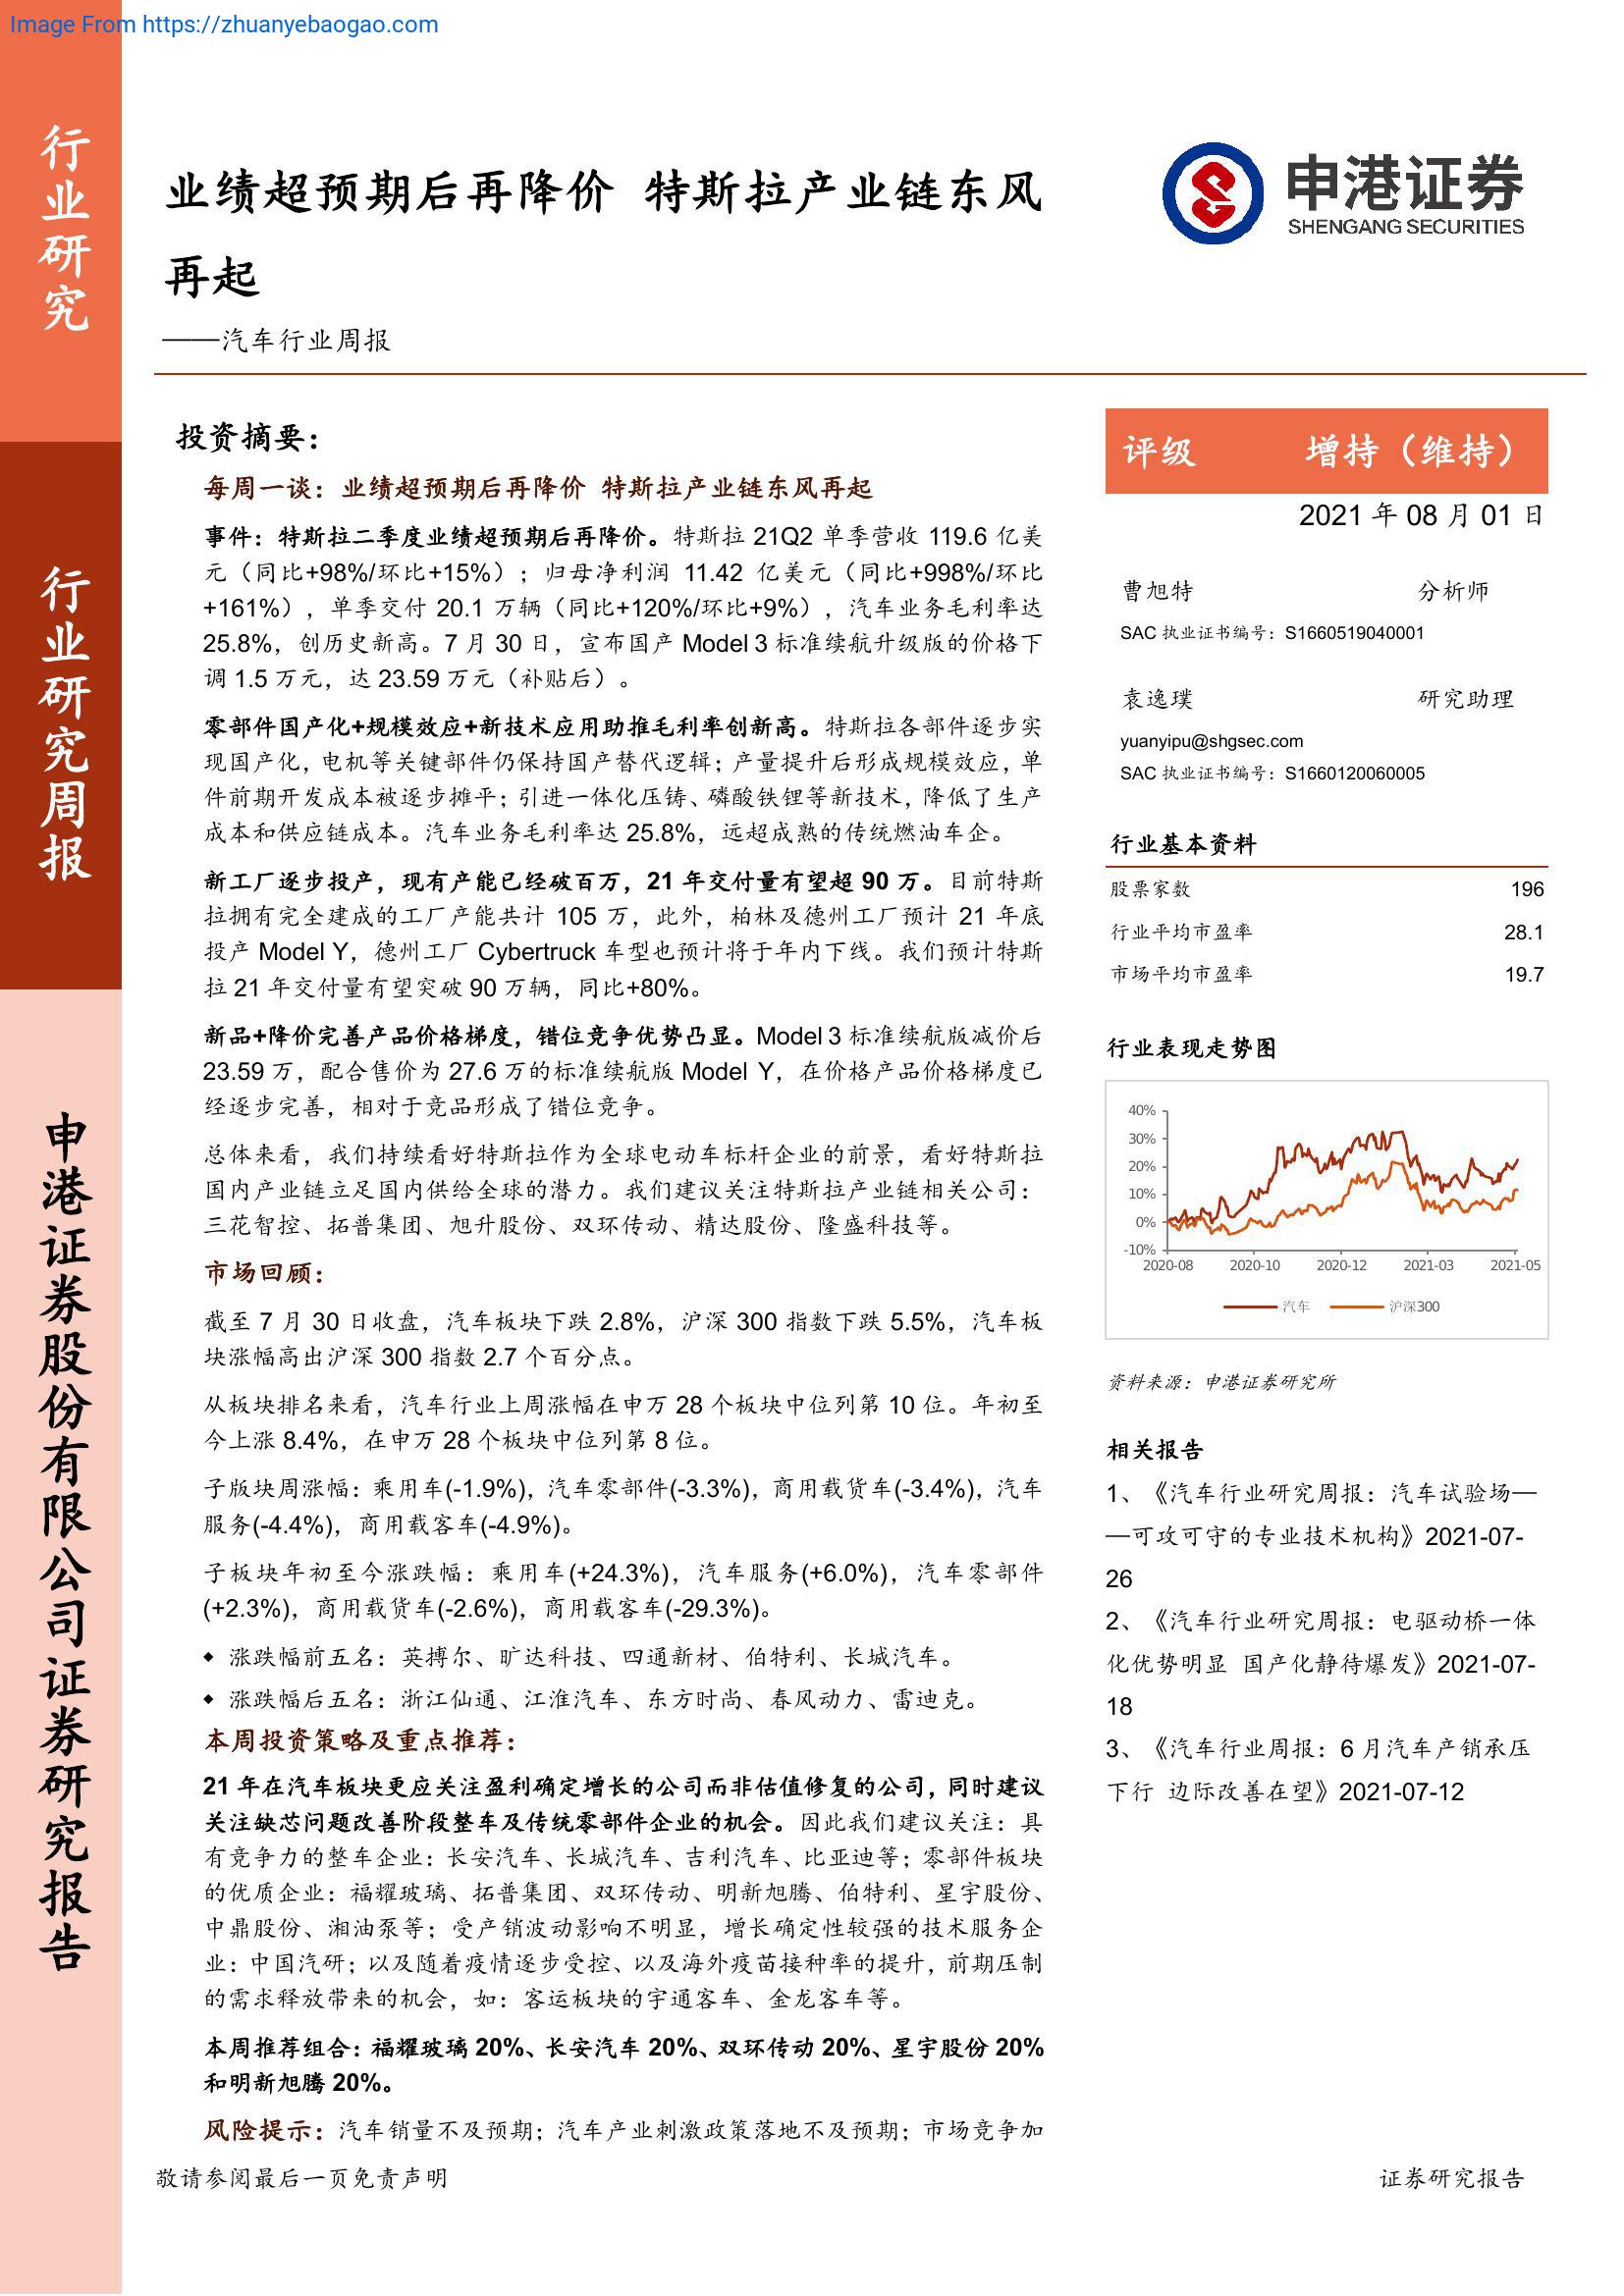 Image From https://zhuanyebaogao.com
行业研究
行业研究周报
申港证券股份有限公司证券研究报告
业绩超预期后再降价 特斯拉产业链东风
再起
——汽车行业周报
申港证券
SHENGANG SECURITIES
投资摘要：
每周一谈：业绩超预期后再降价 特斯拉产业链东风再起
事件：特斯拉二季度业绩超预期后再降价。特斯拉 21Q2 单季营收 119.6 亿美
元（同比+98%/环比+15%）；归母净利润 11.42 亿美元（同比+998%/环比
+161%），单季交付 20.1 万辆（同比+120%/环比+9%），汽车业务毛利率达
25.8%，创历史新高。7 月 30 日，宣布国产 Model 3 标准续航升级版的价格下
调 1.5 万元，达 23.59 万元（补贴后）。
零部件国产化+规模效应+新技术应用助推毛利率创新高。特斯拉各部件逐步实
现国产化，电机等关键部件仍保持国产替代逻辑；产量提升后形成规模效应，单
件前期开发成本被逐步摊平；引进一体化压铸、磷酸铁锂等新技术，降低了生产
成本和供应链成本。汽车业务毛利率达 25.8%，远超成熟的传统燃油车企。
新工厂逐步投产，现有产能已经破百万，21 年交付量有望超 90 万。目前特斯
拉拥有完全建成的工厂产能共计 105 万，此外，柏林及德州工厂预计 21 年底
投产 Model Y，德州工厂 Cybertruck 车型也预计将于年内下线。我们预计特斯
拉 21 年交付量有望突破 90 万辆，同比+80%。
新品+降价完善产品价格梯度，错位竞争优势凸显。Model 3 标准续航版减价后
23.59 万，配合售价为 27.6 万的标准续航版 Model Y，在价格产品价格梯度已
经逐步完善，相对于竞品形成了错位竞争。
总体来看，我们持续看好特斯拉作为全球电动车标杆企业的前景，看好特斯拉
国内产业链立足国内供给全球的潜力。我们建议关注特斯拉产业链相关公司：
三花智控、拓普集团、旭升股份、双环传动、精达股份、隆盛科技等。
市场回顾：
截至 7 月 30 日收盘，汽车板块下跌 2.8%，沪深 300 指数下跌 5.5%，汽车板
块涨幅高出沪深 300 指数 2.7 个百分点。
从板块排名来看，汽车行业上周涨幅在申万 28 个板块中位列第 10 位。年初至
今上涨 8.4%，在申万 28 个板块中位列第 8 位。
子版块周涨幅：乘用车(-1.9%)，汽车零部件(-3.3%)，商用载货车(-3.4%)，汽车
服务(-4.4%)，商用载客车(-4.9%)。
子板块年初至今涨跌幅：乘用车(+24.3%)，汽车服务(+6.0%)，汽车零部件
(+2.3%)，商用载货车(-2.6%)，商用载客车(-29.3%)。
◆ 涨跌幅前五名：英搏尔、旷达科技、四通新材、伯特利、长城汽车。
◆ 涨跌幅后五名：浙江仙通、江淮汽车、东方时尚、春风动力、雷迪克。
本周投资策略及重点推荐：
21 年在汽车板块更应关注盈利确定增长的公司而非估值修复的公司，同时建议
关注缺芯问题改善阶段整车及传统零部件企业的机会。因此我们建议关注：具
有竞争力的整车企业：长安汽车、长城汽车、吉利汽车、比亚迪等；零部件板块
的优质企业：福耀玻璃、拓普集团、双环传动、明新旭腾、伯特利、星宇股份、
中鼎股份、湘油泵等；受产销波动影响不明显，增长确定性较强的技术服务企
业：中国汽研；以及随着疫情逐步受控、以及海外疫苗接种率的提升，前期压制
的需求释放带来的机会，如：客运板块的宇通客车、金龙客车等。
本周推荐组合：福耀玻璃 20%、长安汽车 20%、双环传动 20%、星宇股份 20%
和明新旭腾 20%。
风险提示：汽车销量不及预期；汽车产业刺激政策落地不及预期；市场竞争加
评级 增持（维持）
2021 年 08 月 01 日
曹旭特 分析师
SAC 执业证书编号：S1660519040001
袁逸璞 研究助理
yuanyipu@shgsec.com
SAC 执业证书编号：S1660120060005
行业基本资料
股票家数 196
行业平均市盈率 28.1
市场平均市盈率 19.7
行业表现走势图
40%
30%
20%
10%
0%
-10%
2020-08 2020-10 2020-12 2021-03 2021-05
汽车 沪深300
资料来源：申港证券研究所
相关报告
1、《汽车行业研究周报：汽车试验场—
—可攻可守的专业技术机构》2021-07-
26
2、《汽车行业研究周报：电驱动桥一体
化优势明显 国产化静待爆发》2021-07-
18
3、《汽车行业周报：6 月汽车产销承压
下行 边际改善在望》2021-07-12
敬请参阅最后一页免责声明
证券研究报告